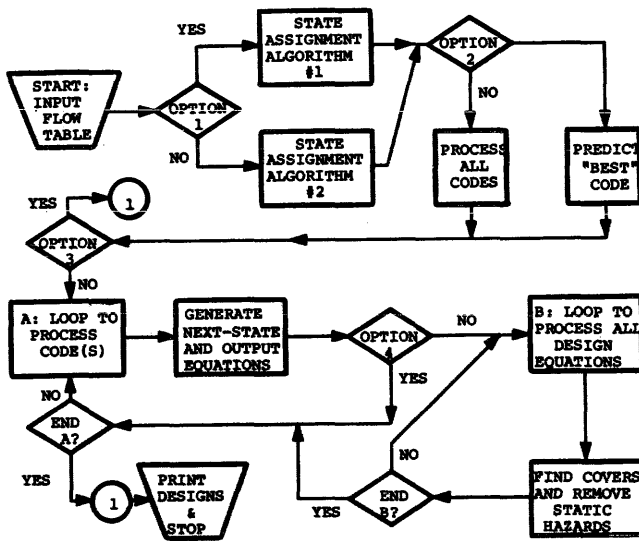 START:
INPUT
FLOW
TABLE
OPTION
1
YES
NO
STATE
ASSIGNMENT
ALGORITHM
#1
STATE
ASSIGNMENT
ALGORITHM
#2
OPTION
2
NO
PROCESS
ALL
CODES
PREDICT
"BEST"
CODE
YES
1
OPTION
3
NO
A: LOOP TO
PROCESS
CODE(S)
GENERATE
NEXT-STATE
AND OUTPUT
EQUATIONS
OPTION
4
NO
YES
B: LOOP TO
PROCESS ALL
DESIGN
EQUATIONS
NO
END
A?
YES
1
PRINT
DESIGNS
&
STOP
NO
END
B?
YES
FIND COVERS
AND REMOVE
STATIC
HAZARDS